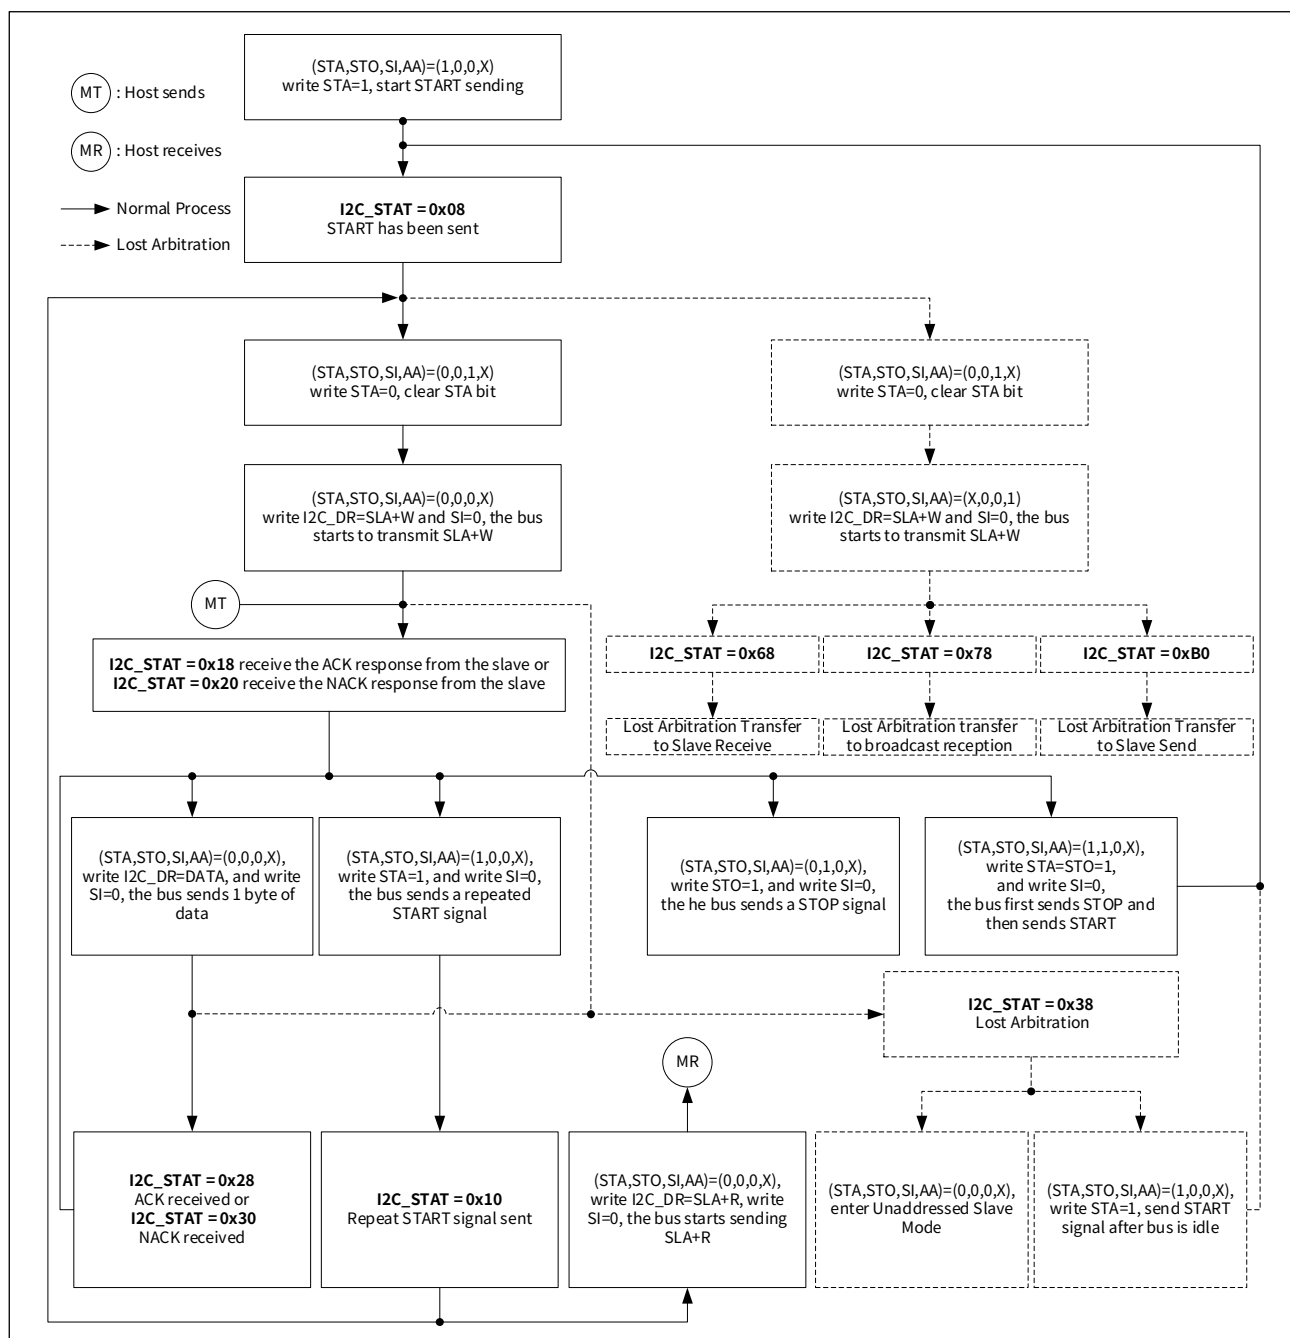 (STA,STO,SI,AA)=(1,0,0,X)
write STA=1, start START sending
MT : Host sends
MR : Host receives
Normal Process
Lost Arbitration
I2C_STAT = 0x08
START has been sent
(STA,STO,SI,AA)=(0,0,1,X)
write STA=0, clear STA bit
(STA,STO,SI,AA)=(0,0,1,X)
write STA=0, clear STA bit
(STA,STO,SI,AA)=(0,0,0,X)
write I2C_DR=SLA+W and SI=0, the bus
starts to transmit SLA+W
(STA,STO,SI,AA)=(X,0,0,1)
write I2C_DR=SLA+W and SI=0, the bus
starts to transmit SLA+W
MT
I2C_STAT = 0x18 receive the ACK response from the slave or
I2C_STAT = 0x20 receive the NACK response from the slave
I2C_STAT = 0x68
I2C_STAT = 0x78
I2C_STAT = 0xB0
Lost Arbitration Transfer
to Slave Receive
Lost Arbitration transfer
to broadcast reception
Lost Arbitration Transfer
to Slave Send
(STA,STO,SI,AA)=(0,0,0,X),
write I2C_DR=DATA, and write
SI=0, the bus sends 1 byte of
data
(STA,STO,SI,AA)=(1,0,0,X),
write STA=1, and write SI=0,
the bus sends a repeated
START signal
(STA,STO,SI,AA)=(0,1,0,X),
write STO=1, and write SI=0,
the he bus sends a STOP signal
(STA,STO,SI,AA)=(1,1,0,X),
write STA=STO=1,
and write SI=0,
the bus first sends STOP and
then sends START
I2C_STAT = 0x38
Lost Arbitration
MR
I2C_STAT = 0x28
ACK received or
I2C_STAT = 0x30
NACK received
I2C_STAT = 0x10
Repeat START signal sent
(STA,STO,SI,AA)=(0,0,0,X),
write I2C_DR=SLA+R, write
SI=0, the bus starts sending
SLA+R
(STA,STO,SI,AA)=(0,0,0,X),
enter Unaddressed Slave
Mode
(STA,STO,SI,AA)=(1,0,0,X),
write STA=1, send START
signal after bus is idle